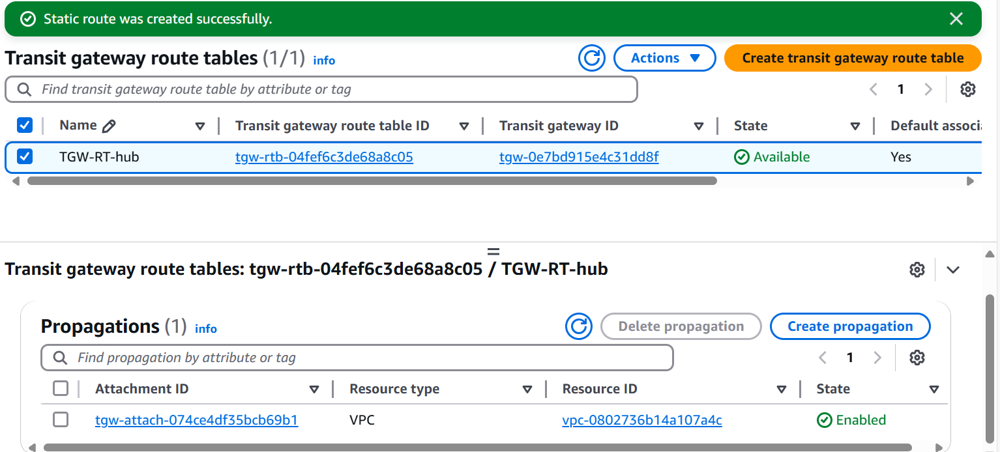 Static route was created successfully.
Transit gateway route tables (1/1) info Actions Create transit gateway route table
Find transit gateway route table by attribute or tag 1
Name Transit gateway route table ID Transit gateway ID State Default associ
TGW-RT-hub tgw-rtb-04fef6c3de68a8c05 tgw-0e7bd915e4c31dd8f Available Yes
Transit gateway route tables: tgw-rtb-04fef6c3de68a8c05 / TGW-RT-hub
Propagations (1) info Delete propagation Create propagation
Find propagation by attribute or tag 1
Attachment ID Resource type Resource ID State
tgw-attach-074ce4df35bcb69b1 VPC vpc-0802736b14a107a4c Enabled